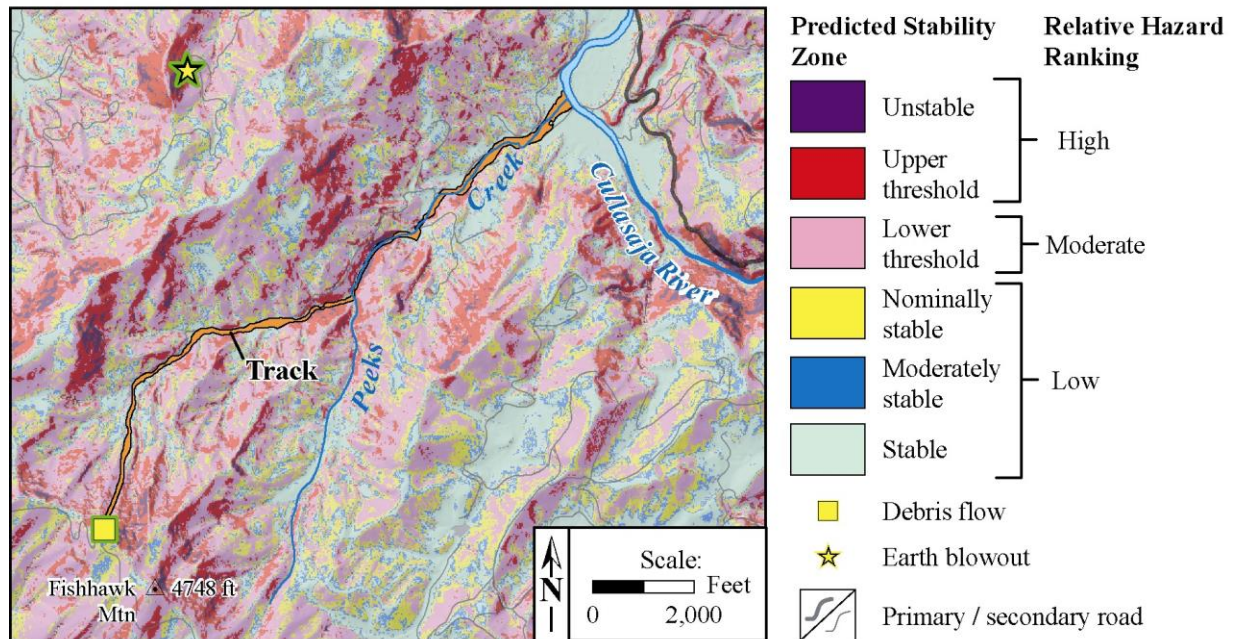 Creek
Cullasaja River
Track
Peeks
Fishhawk 4748 ft
Mtn
N
Scale:
Feet
0 2,000
Predicted Stability
Zone
Relative Hazard
Ranking
Unstable
High
Upper
threshold
Lower
threshold
Moderate
Nominally
stable
Moderately
stable
Low
Stable
Debris flow
Earth blowout
Primary / secondary road